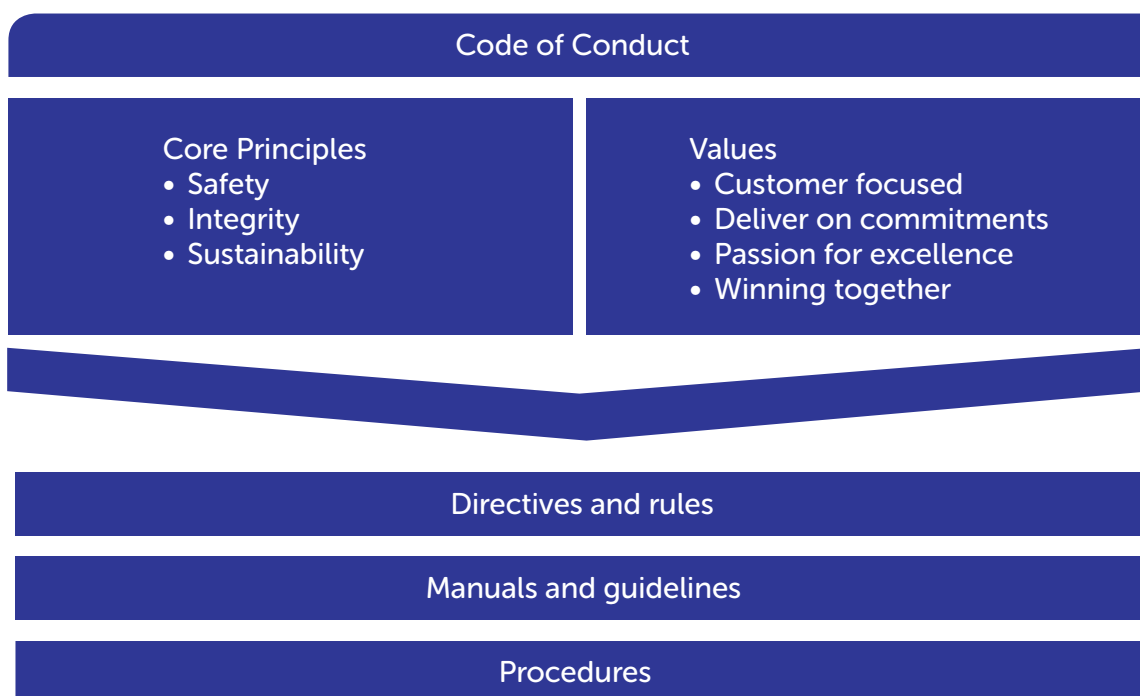 Code of Conduct
Core Principles
• Safety
• Integrity
• Sustainability
Values
• Customer focused
• Deliver on commitments
• Passion for excellence
• Winning together
Directives and rules
Manuals and guidelines
Procedures